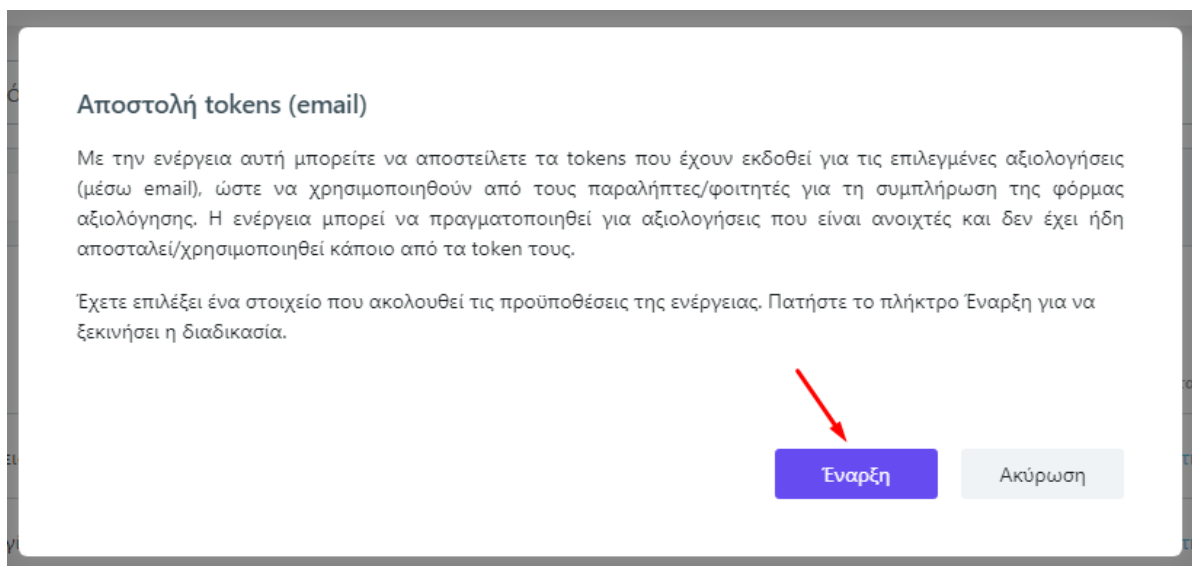 Αποστολή tokens (email)
Με την ενέργεια αυτή μπορείτε να αποστείλετε τα tokens που έχουν εκδοθεί για τις επιλεγμένες αξιολογήσεις
(μέσω email), ώστε να χρησιμοποιηθούν από τους παραλήπτες/φοιτητές για τη συμπλήρωση της φόρμας
αξιολόγησης. Η ενέργεια μπορεί να πραγματοποιηθεί για αξιολογήσεις που είναι ανοιχτές και δεν έχει ήδη
αποσταλεί/χρησιμοποιηθεί κάποιο από τα token τους.
Έχετε επιλέξει ένα στοιχείο που ακολουθεί τις προϋποθέσεις της ενέργειας. Πατήστε το πλήκτρο Έναρξη για να
ξεκινήσει η διαδικασία.
Έναρξη Ακύρωση